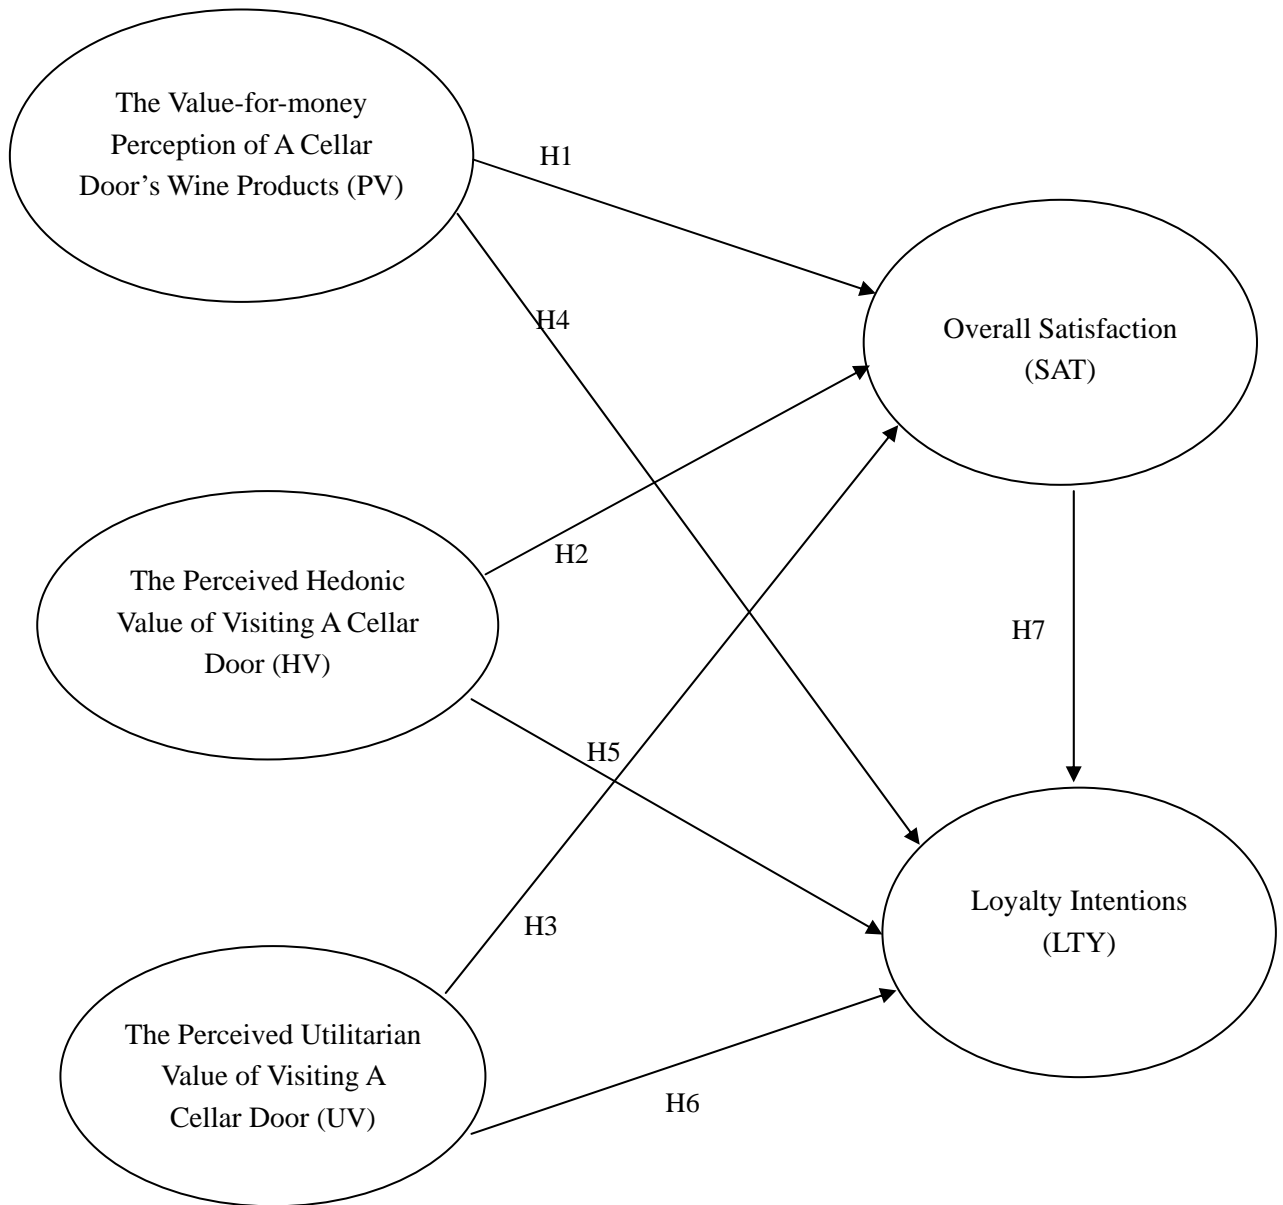 The Value-for-money
Perception of A Cellar
Door’s Wine Products (PV)
H1
H4
Overall Satisfaction
(SAT)
H2
The Perceived Hedonic
Value of Visiting A Cellar
Door (HV)
H7
H5
Loyalty Intentions
(LTY)
H3
The Perceived Utilitarian
Value of Visiting A
Cellar Door (UV)
H6